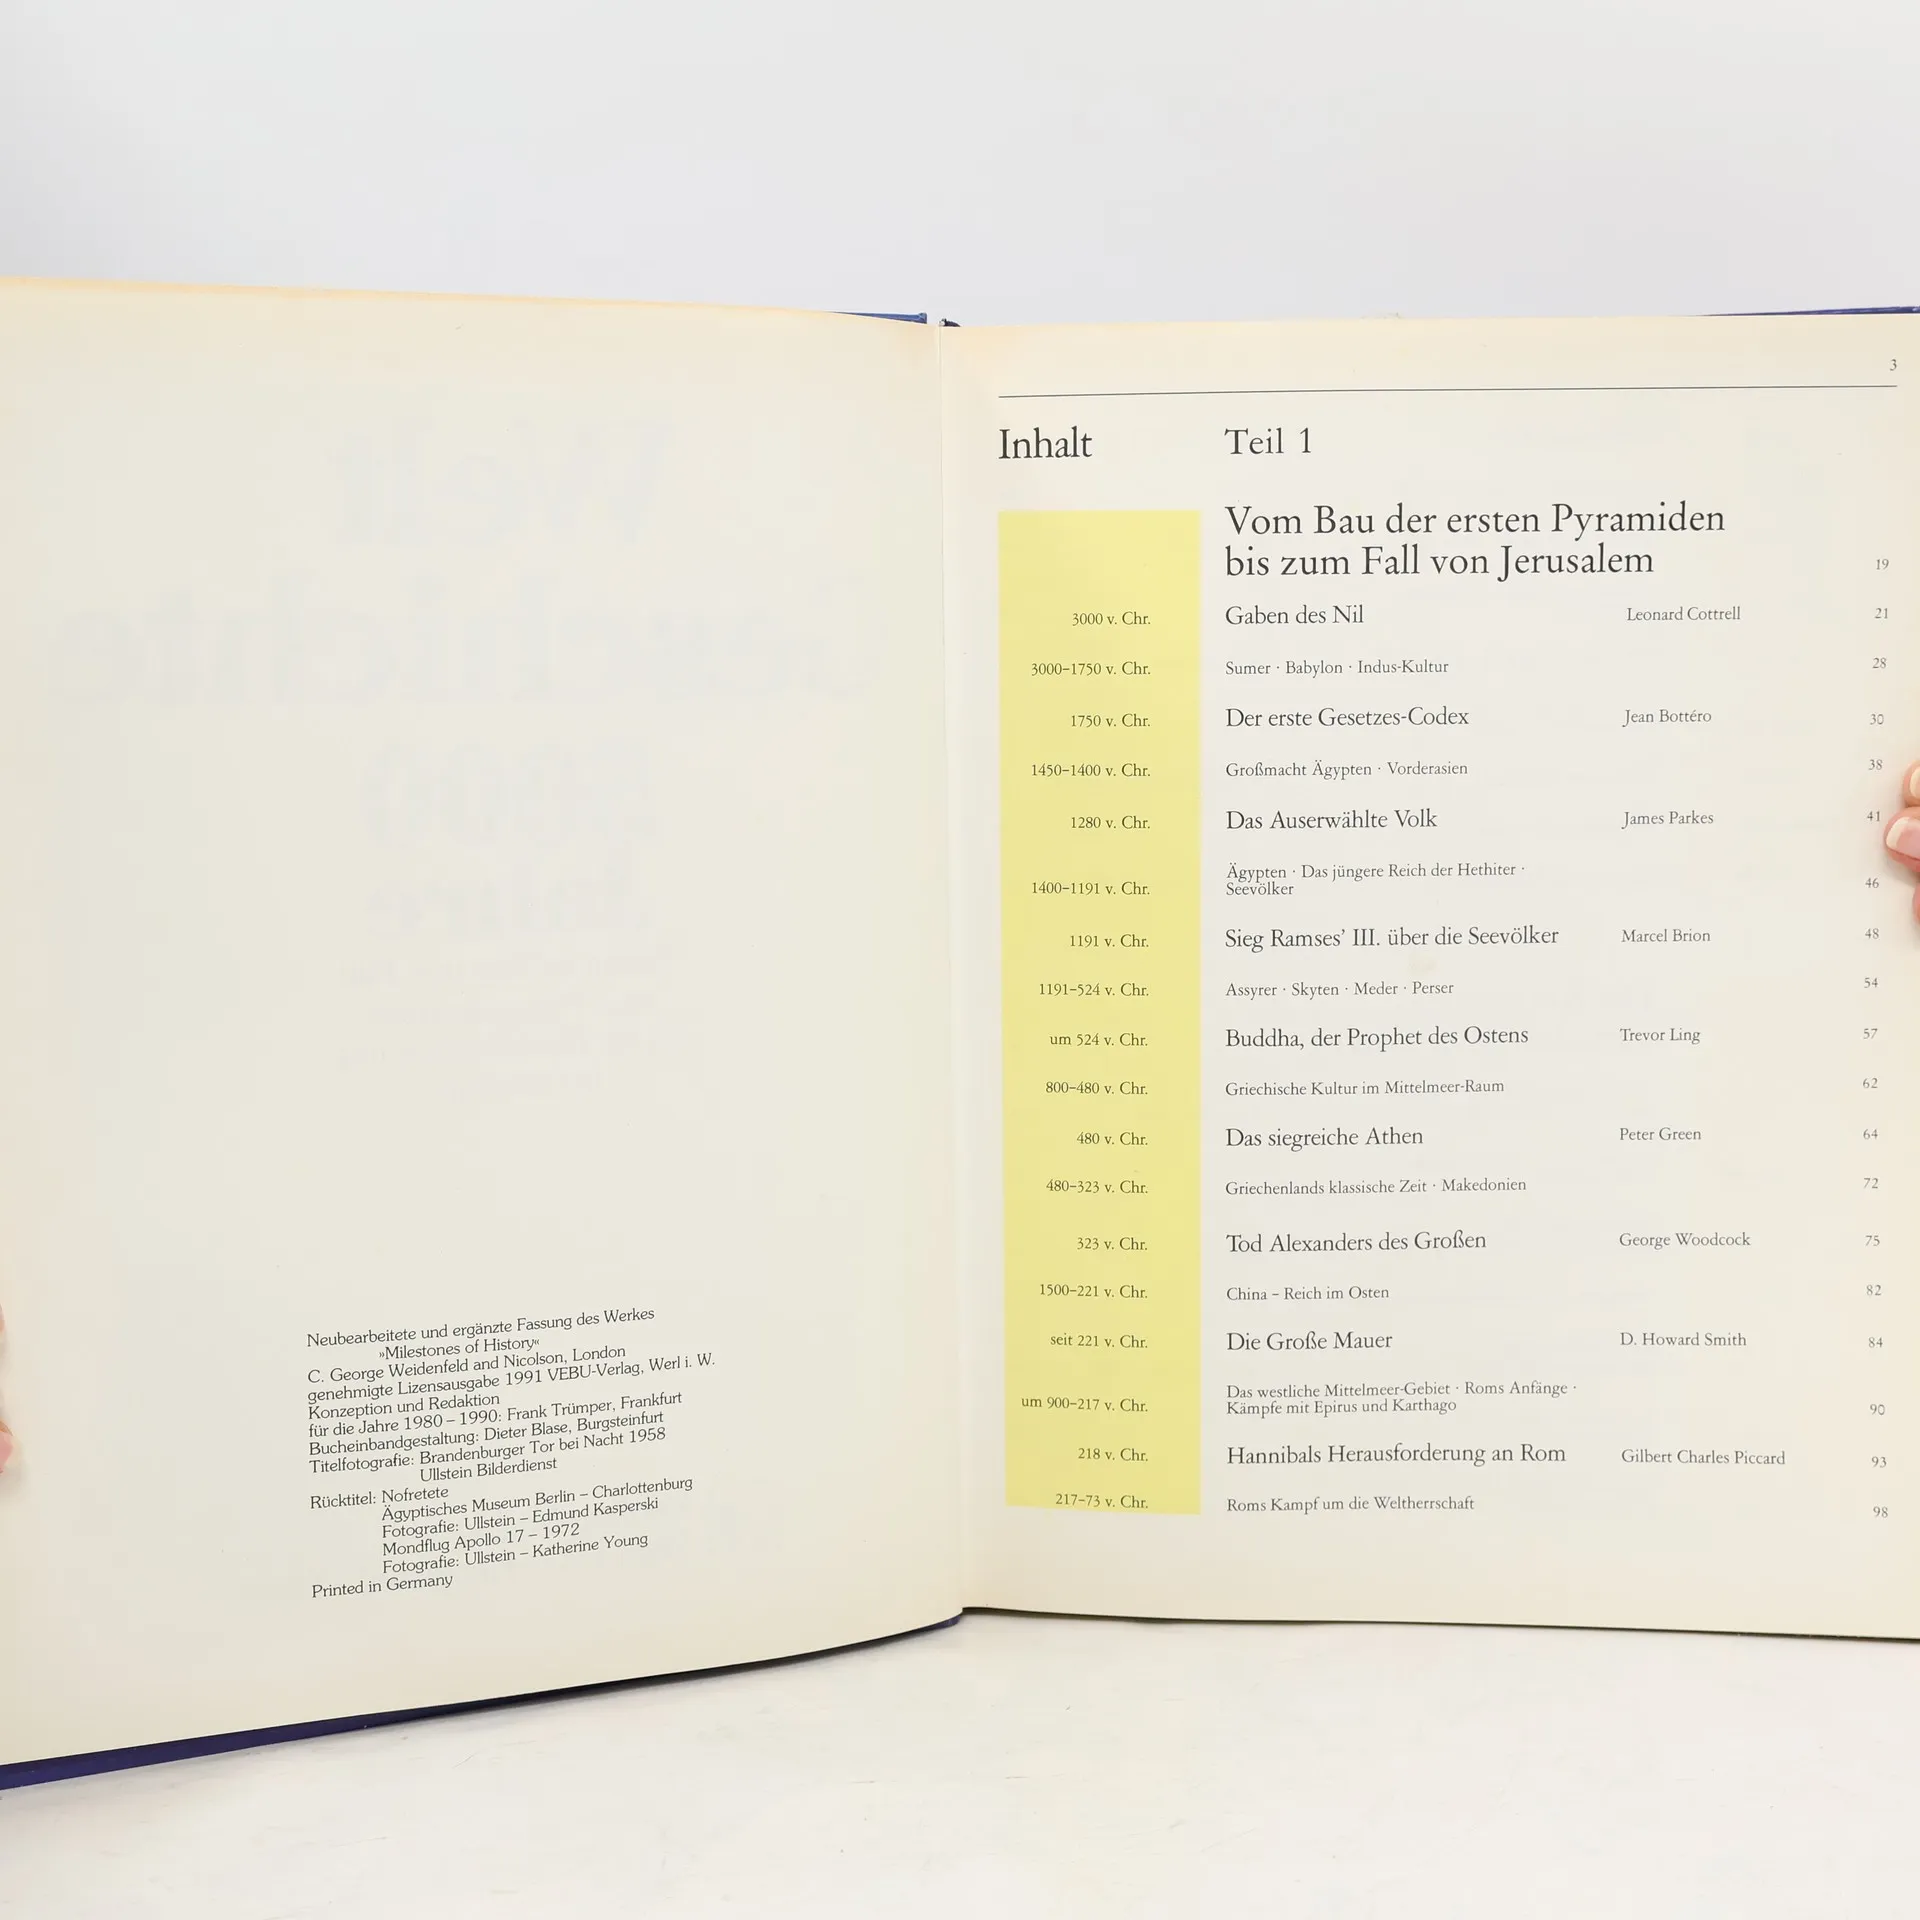 Neubearbeitete und ergänzte Fassung des Werkes
»Milestones of History«
C. George Weidenfeld and Nicolson, London
genehmigte Lizensausgabe 1991 VEBU-Verlag, Werl i. W.
Konzeption und Redaktion
für die Jahre 1980 – 1990: Frank Trümper, Frankfurt
Bucheinbandgestaltung: Dieter Blase, Burgsteinfurt
Titelfotografie: Brandenburger Tor bei Nacht 1958
Ullstein Bilderdienst
Rücktitel: Nofretete
Ägyptisches Museum Berlin – Charlottenburg
Fotografie: Ullstein – Edmund Kasperski
Mondflug Apollo 17 – 1972
Fotografie: Ullstein – Katherine Young
Printed in Germany
3
Inhalt Teil 1
Vom Bau der ersten Pyramiden
bis zum Fall von Jerusalem 19
3000 v. Chr. Gaben des Nil Leonard Cottrell 21
3000–1750 v. Chr. Sumer · Babylon · Indus-Kultur 28
1750 v. Chr. Der erste Gesetzes-Codex Jean Bottéro 30
1450–1400 v. Chr. Großmacht Ägypten · Vorderasien 38
1280 v. Chr. Das Auserwählte Volk James Parkes 41
Ägypten · Das jüngere Reich der Hethiter ·
1400–1191 v. Chr. Seevölker 46
1191 v. Chr. Sieg Ramses’ III. über die Seevölker Marcel Brion 48
1191–524 v. Chr. Assyrer · Skyten · Meder · Perser 54
um 524 v. Chr. Buddha, der Prophet des Ostens Trevor Ling 57
800–480 v. Chr. Griechische Kultur im Mittelmeer-Raum 62
480 v. Chr. Das siegreiche Athen Peter Green 64
480–323 v. Chr. Griechenlands klassische Zeit · Makedonien 72
323 v. Chr. Tod Alexanders des Großen George Woodcock 75
1500–221 v. Chr. China – Reich im Osten 82
seit 221 v. Chr. Die Große Mauer D. Howard Smith 84
Das westliche Mittelmeer-Gebiet · Roms Anfänge ·
um 900–217 v. Chr. Kämpfe mit Epirus und Karthago 90
218 v. Chr. Hannibals Herausforderung an Rom Gilbert Charles Piccard 93
217–73 v. Chr. Roms Kampf um die Weltherrschaft 98